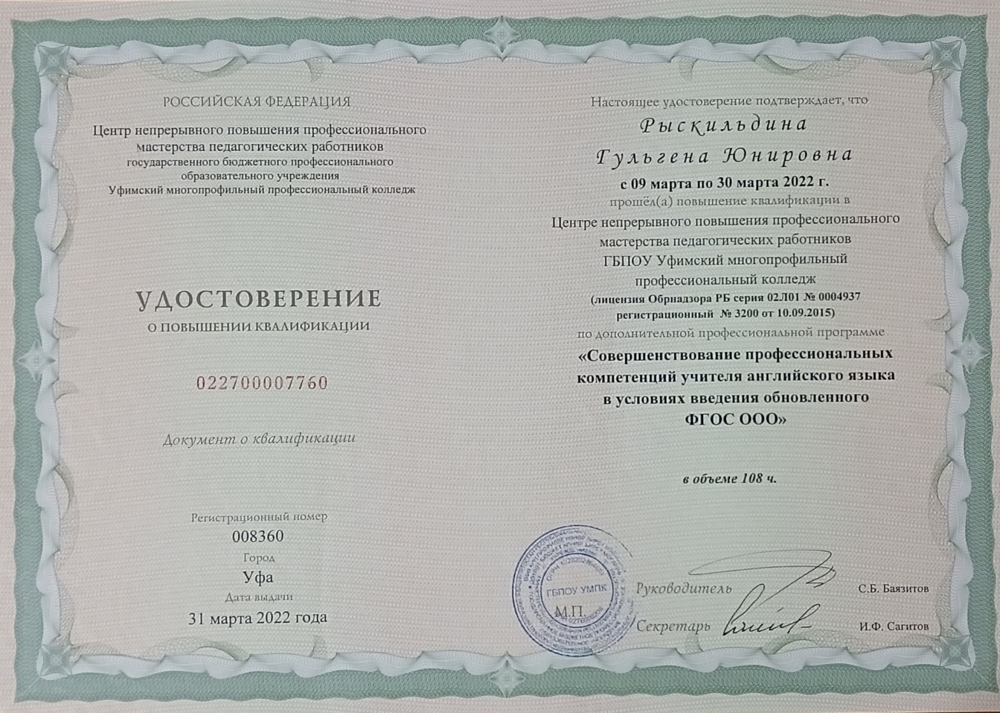 РОССИЙСКАЯ ФЕДЕРАЦИЯ
Центр непрерывного повышения профессионального
мастерства педагогических работников
государственного бюджетного профессионального
образовательного учреждения
Уфимский многопрофильный профессиональный колледж
УДОСТОВЕРЕНИЕ
О ПОВЫШЕНИИ КВАЛИФИКАЦИИ
022700007760
Документ о квалификации
Регистрационный номер
008360
Город
Уфа
Дата выдачи
31 марта 2022 года
Настоящее удостоверение подтверждает, что
Рыскильдина
Гульгена Юнировна
с 09 марта по 30 марта 2022 г.
прошёл(а) повышение квалификации в
Центре непрерывного повышения профессионального
мастерства педагогических работников
ГБПОУ Уфимский многопрофильный
профессиональный колледж
(лицензия Обрнадзора РБ серия 02Л01 № 0004937
регистрационный № 3200 от 10.09.2015)
по дополнительной профессиональной программе
«Совершенствование профессиональных
компетенций учителя английского языка
в условиях введения обновленного
ФГОС ООО»
в объеме 108 ч.
ГБПОУ УМПК
М.П.
Руководитель
С.Б. Баязитов
Секретарь
И.Ф. Сагитов